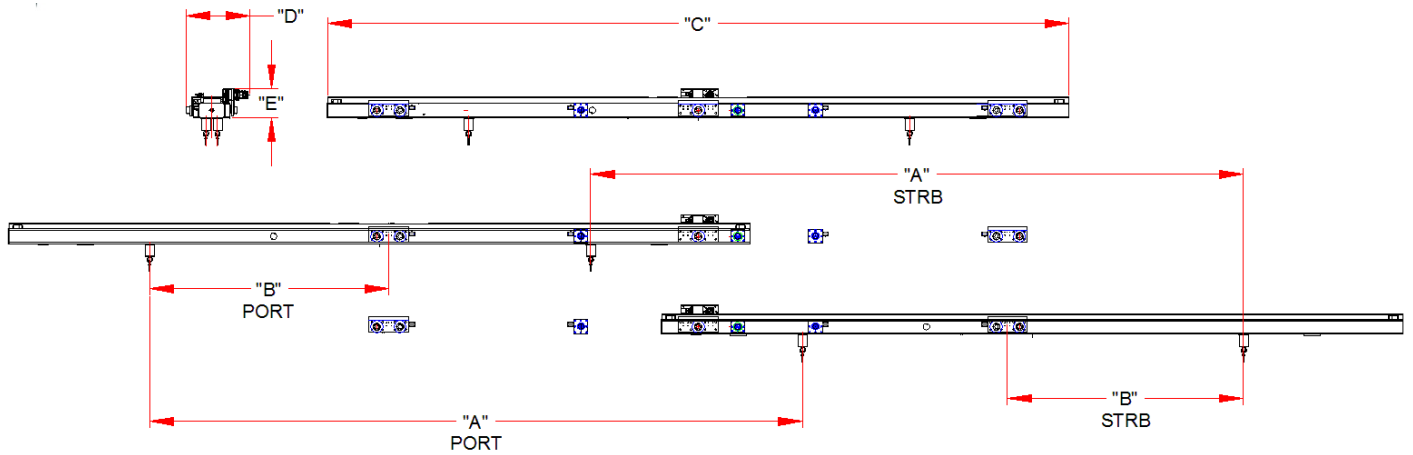 "D"
"C"
"E"
"A"
STRB
"B"
PORT
"B"
STRB
"A"
PORT